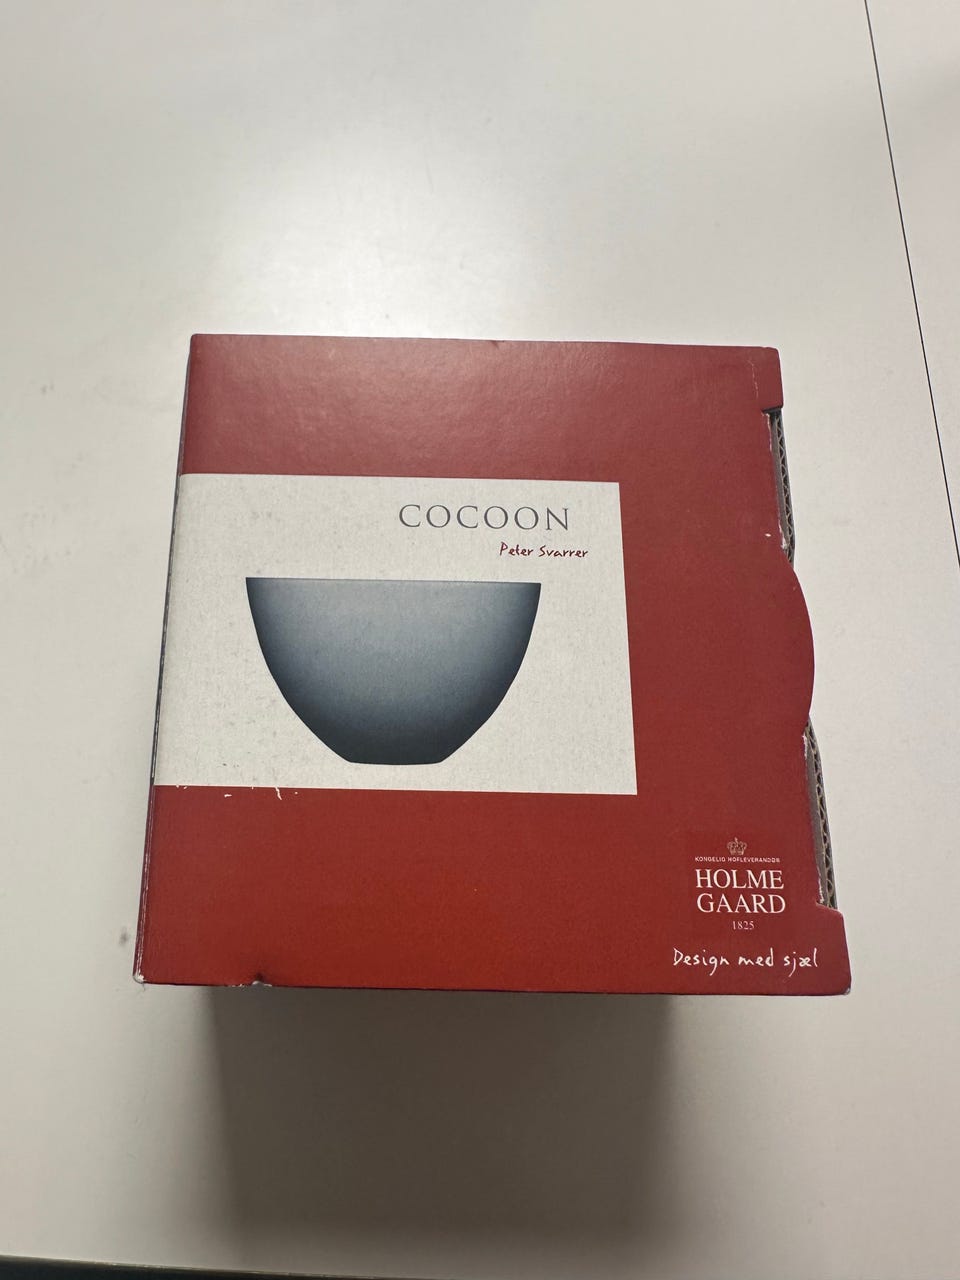 COCOON
Peter Svarrer
KONGELIG HOFLEVERANDØR
HOLME
GAARD
1825
Design med sjæl